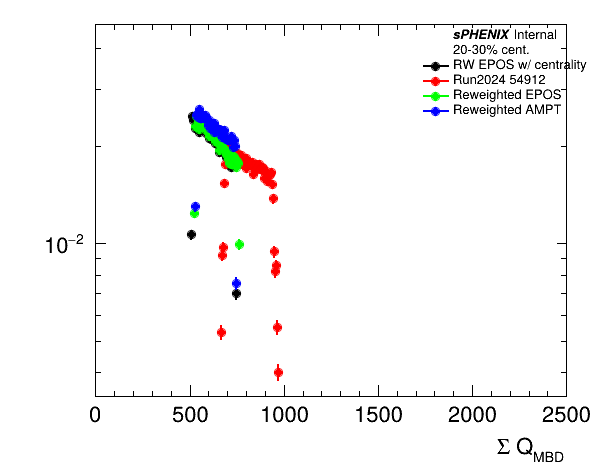 sPHENIX Internal
20-30% cent.
RW EPOS w/ centrality
Run2024 54912
Reweighted EPOS
Reweighted AMPT
10⁻²
0 500 1000 1500 2000 2500
Σ Q_MBD